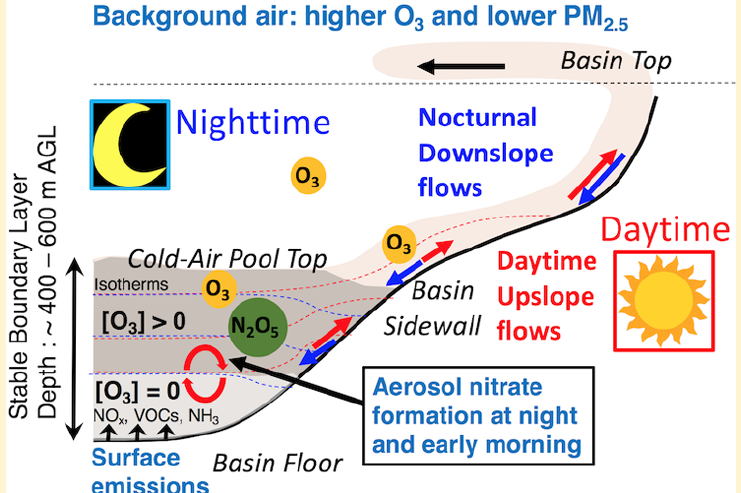 Background air: higher O₃ and lower PM₂.₅
Basin Top
Nighttime
Nocturnal
Downslope
flows
O₃
Stable Boundary Layer
Depth : ~ 400 – 600 m AGL
Daytime
O₃
Cold-Air Pool Top
Daytime
Upslope
flows
Isotherms
O₃
Basin
Sidewall
[O₃] > 0
N₂O₅
[O₃] = 0
NOₓ, VOCs, NH₃
Aerosol nitrate
formation at night
and early morning
Surface
emissions
Basin Floor